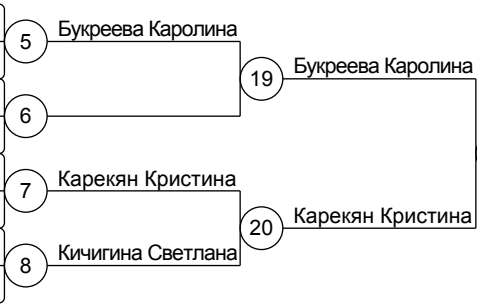 5 Букреева Каролина
19 Букреева Каролина
6
7 Карекян Кристина
20 Карекян Кристина
8 Кичигина Светлана